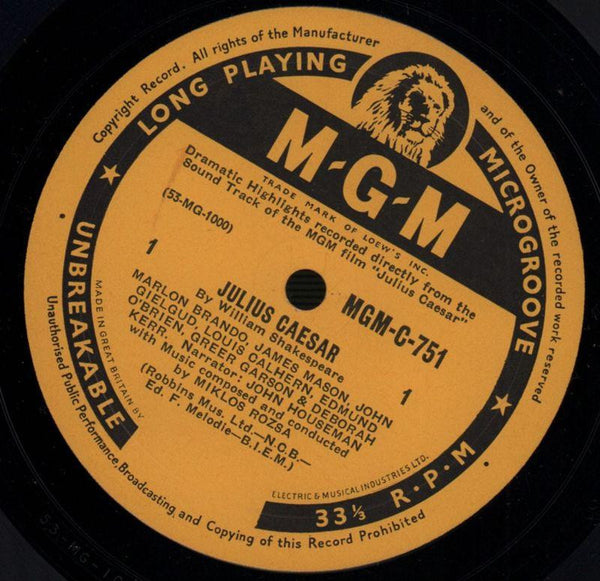 Copyright Record. All rights of the Manufacturer and of the Owner of the recorded work reserved
LONG PLAYING
MICROGROOVE
M-G-M
TRADE MARK OF LOEW'S INC.
Dramatic Highlights recorded directly from the
Sound Track of the MGM film "Julius Caesar"
(53-MG-1000)
MGM-C-751
1
1
JULIUS CAESAR
By William Shakespeare
MARLON BRANDO, JAMES MASON, JOHN
GIELGUD, LOUIS CALHERN, EDMUND
O'BRIEN, GREER GARSON & DEBORAH
KERR. Narrator: JOHN HOUSEMAN
with Music composed and conducted
by MIKLOS ROZSA
(Robbins Mus. Ltd.—N.C.B.—
Ed. F. Melodie—B.I.E.M.)
UNBREAKABLE
MADE IN GREAT BRITAIN BY
ELECTRIC & MUSICAL INDUSTRIES LTD.
33⅓ R.P.M
Unauthorised Public Performance, Broadcasting and Copying of this Record Prohibited